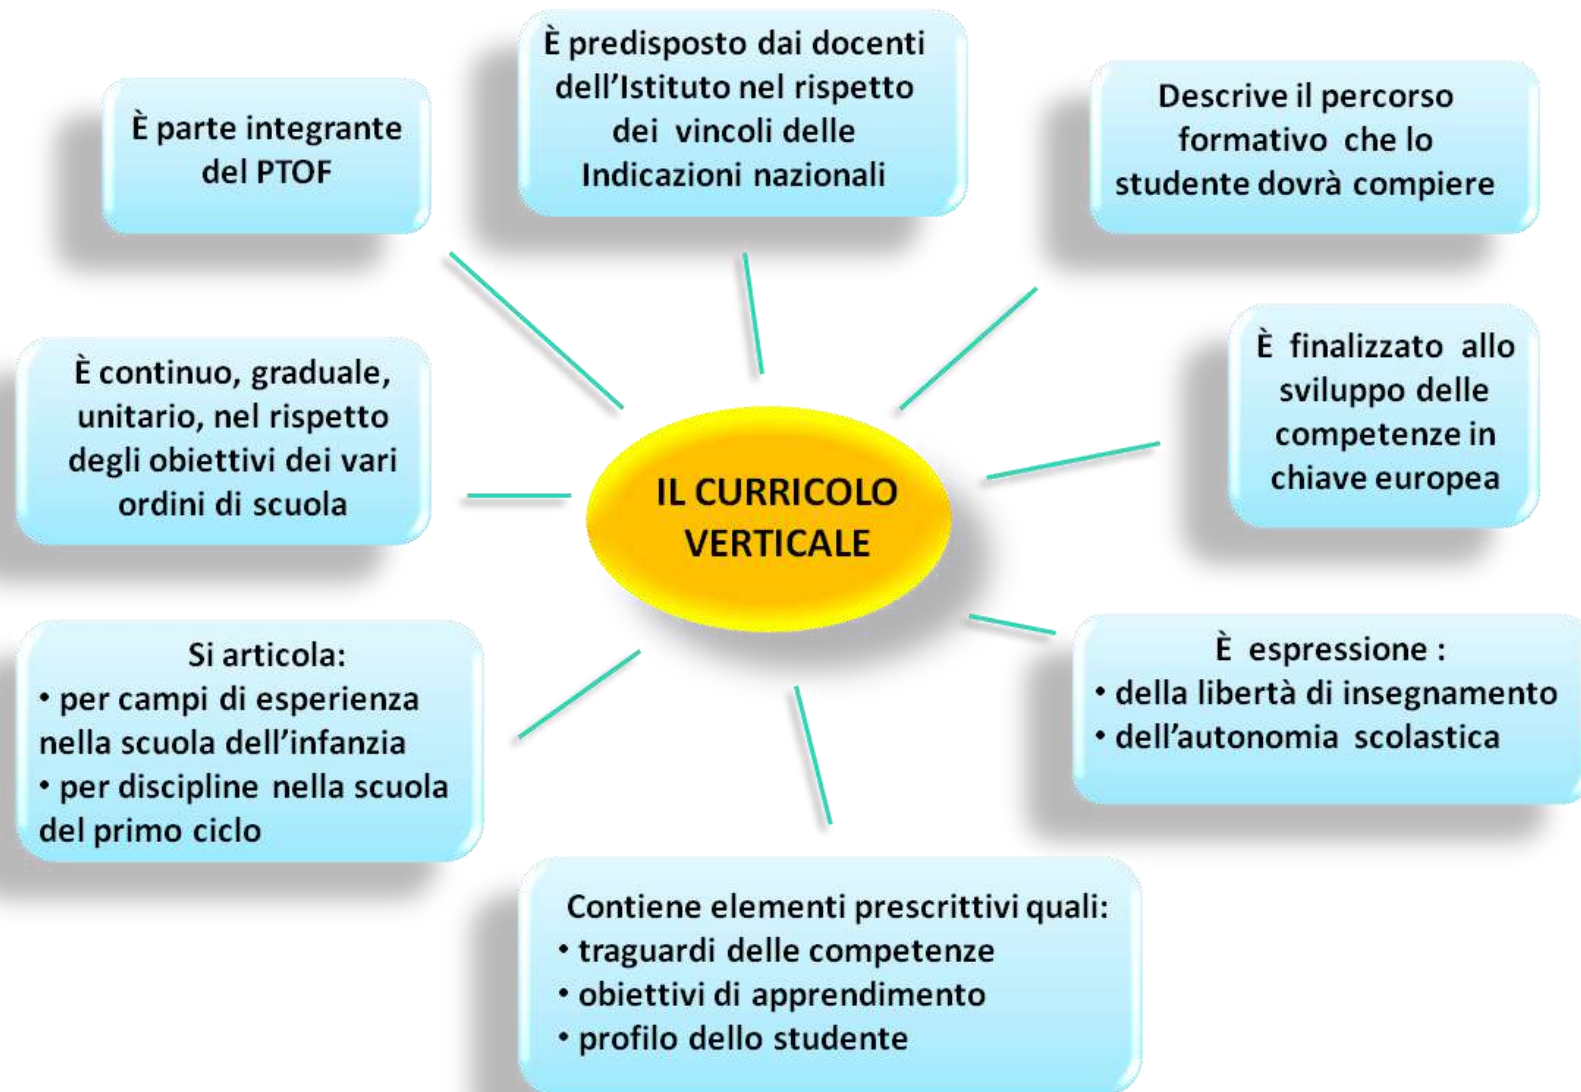 È parte integrante
del PTOF
È predisposto dai docenti
dell'Istituto nel rispetto
dei vincoli delle
Indicazioni nazionali
Descrive il percorso
formativo che lo
studente dovrà compiere
È continuo, graduale,
unitario, nel rispetto
degli obiettivi dei vari
ordini di scuola
È finalizzato allo
sviluppo delle
competenze in
chiave europea
IL CURRICOLO
VERTICALE
Si articola:
• per campi di esperienza
nella scuola dell'infanzia
• per discipline nella scuola
del primo ciclo
È espressione :
• della libertà di insegnamento
• dell'autonomia scolastica
Contiene elementi prescrittivi quali:
• traguardi delle competenze
• obiettivi di apprendimento
• profilo dello studente